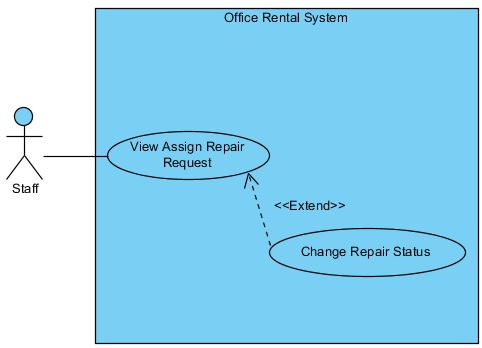 Office Rental System
View Assign Repair
Request
Staff
<<Extend>>
Change Repair Status